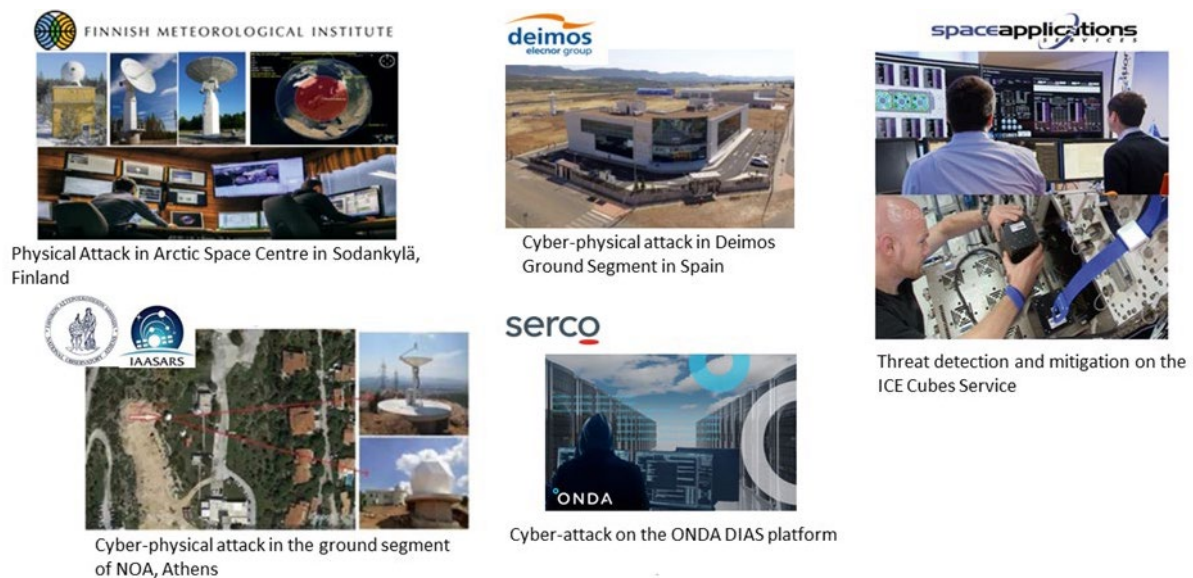 FINNISH METEOROLOGICAL INSTITUTE
Physical Attack in Arctic Space Centre in Sodankylä,
Finland
deimos
elecnor group
Cyber-physical attack in Deimos
Ground Segment in Spain
spaceapplications
SERVICES
Threat detection and mitigation on the
ICE Cubes Service
IAASARS
Cyber-physical attack in the ground segment
of NOA, Athens
serco
ONDA
Cyber-attack on the ONDA DIAS platform